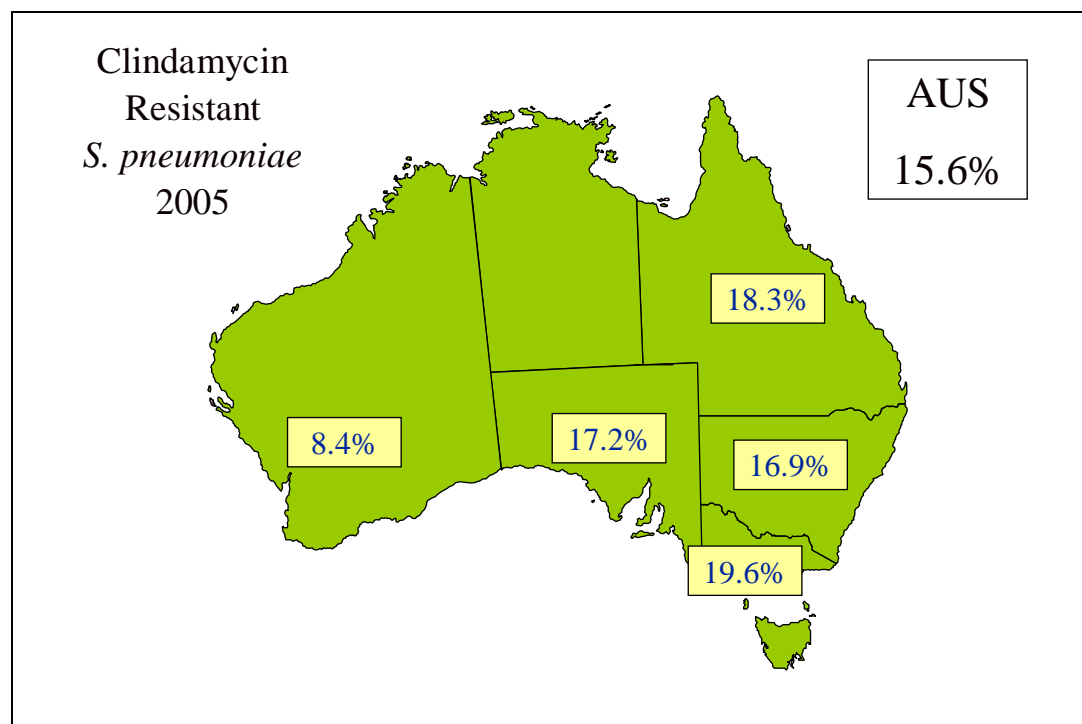 Clindamycin
Resistant
S. pneumoniae
2005
AUS
15.6%
18.3%
8.4%
17.2%
16.9%
19.6%